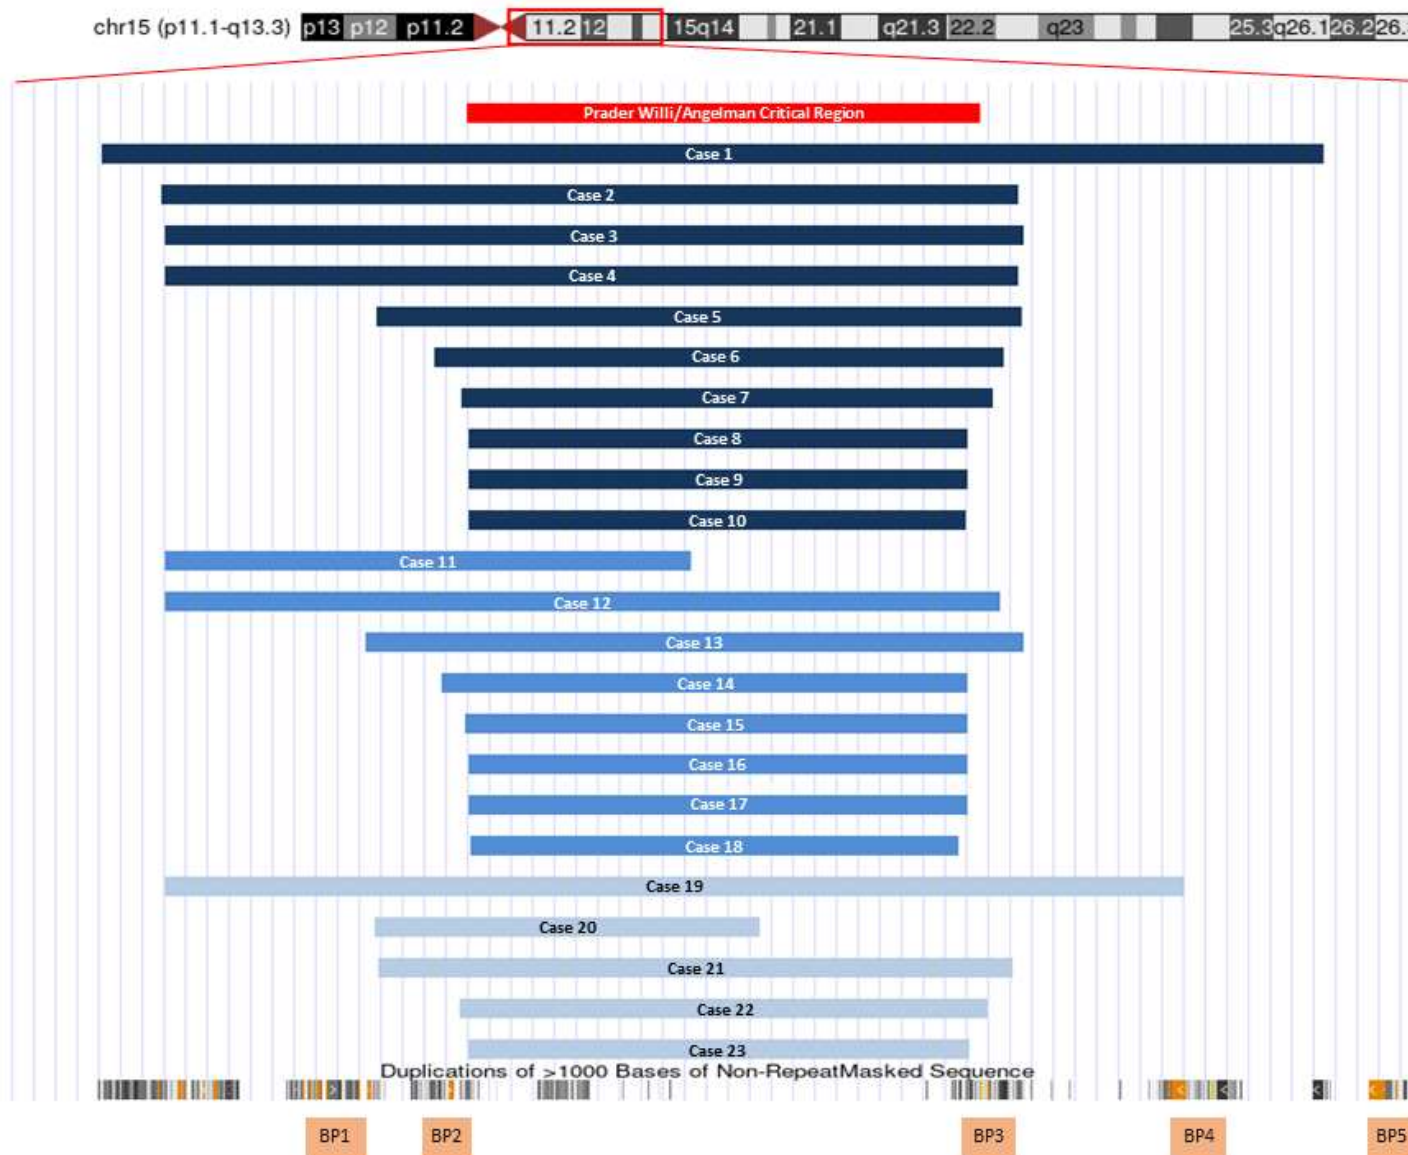 chr15 (p11.1-q13.3) p13 p12 p11.2 11.2 12 15q14 21.1 q21.3 22.2 q23 25.3 q26.1 26.2 26.
Prader Willi/Angelman Critical Region
Case 1
Case 2
Case 3
Case 4
Case 5
Case 6
Case 7
Case 8
Case 9
Case 10
Case 11
Case 12
Case 13
Case 14
Case 15
Case 16
Case 17
Case 18
Case 19
Case 20
Case 21
Case 22
Case 23
Duplications of >1000 Bases of Non-RepeatMasked Sequence
BP1 BP2 BP3 BP4 BP5